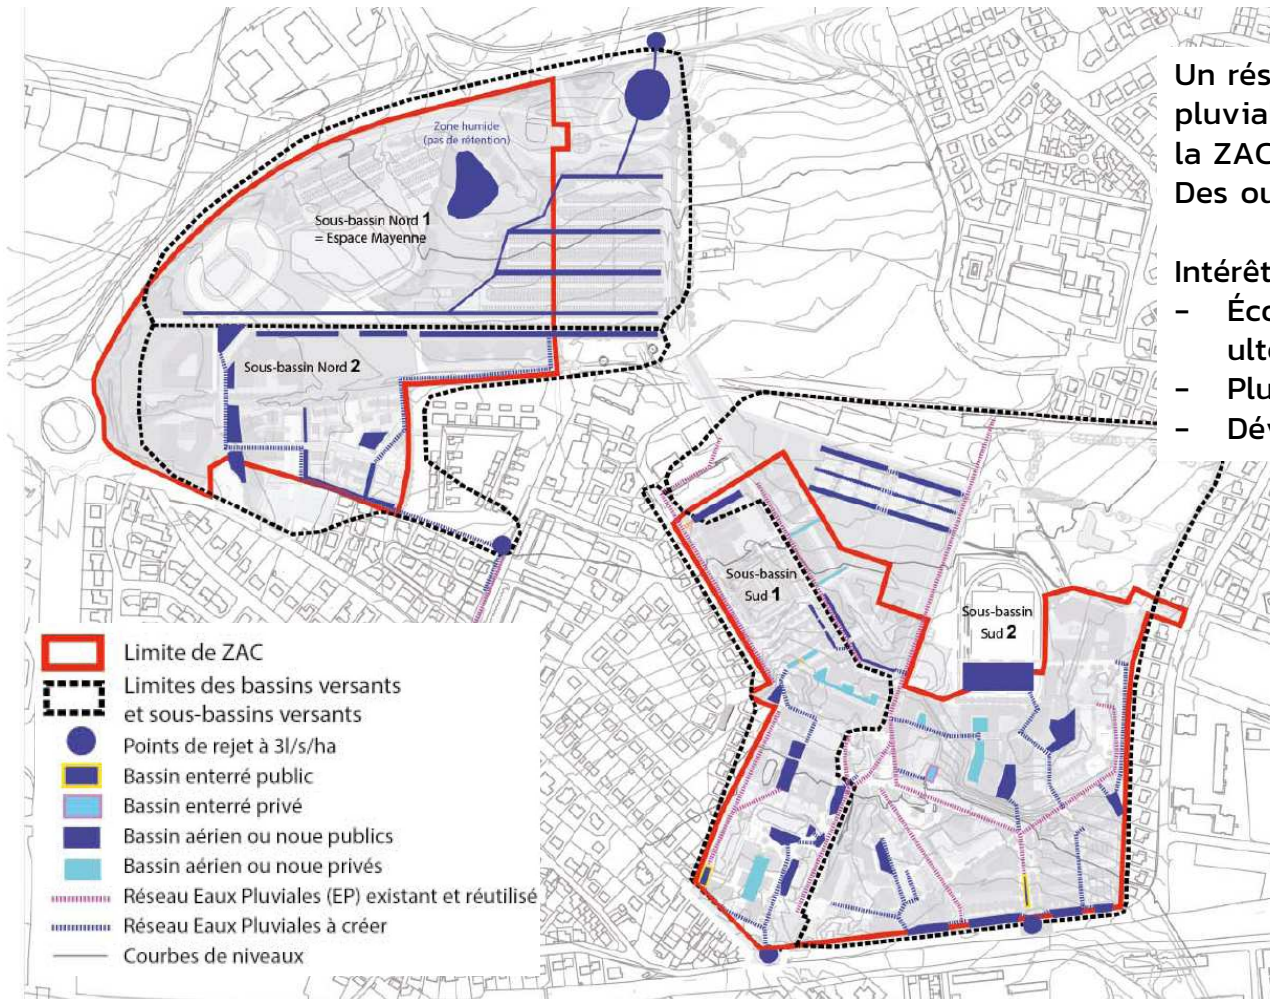 Un rés
pluvia
la ZAC
Des ou
Intérêt
- Éco
ulte
- Plu
- Dév
Zone humide
(pas de rétention)
Sous-bassin Nord 1
= Espace Mayenne
Sous-bassin Nord 2
Sous-bassin
Sud 1
Sous-bassin
Sud 2
Limite de ZAC
Limites des bassins versants
et sous-bassins versants
Points de rejet à 3l/s/ha
Bassin enterré public
Bassin enterré privé
Bassin aérien ou noue publics
Bassin aérien ou noue privés
Réseau Eaux Pluviales (EP) existant et réutilisé
Réseau Eaux Pluviales à créer
Courbes de niveaux